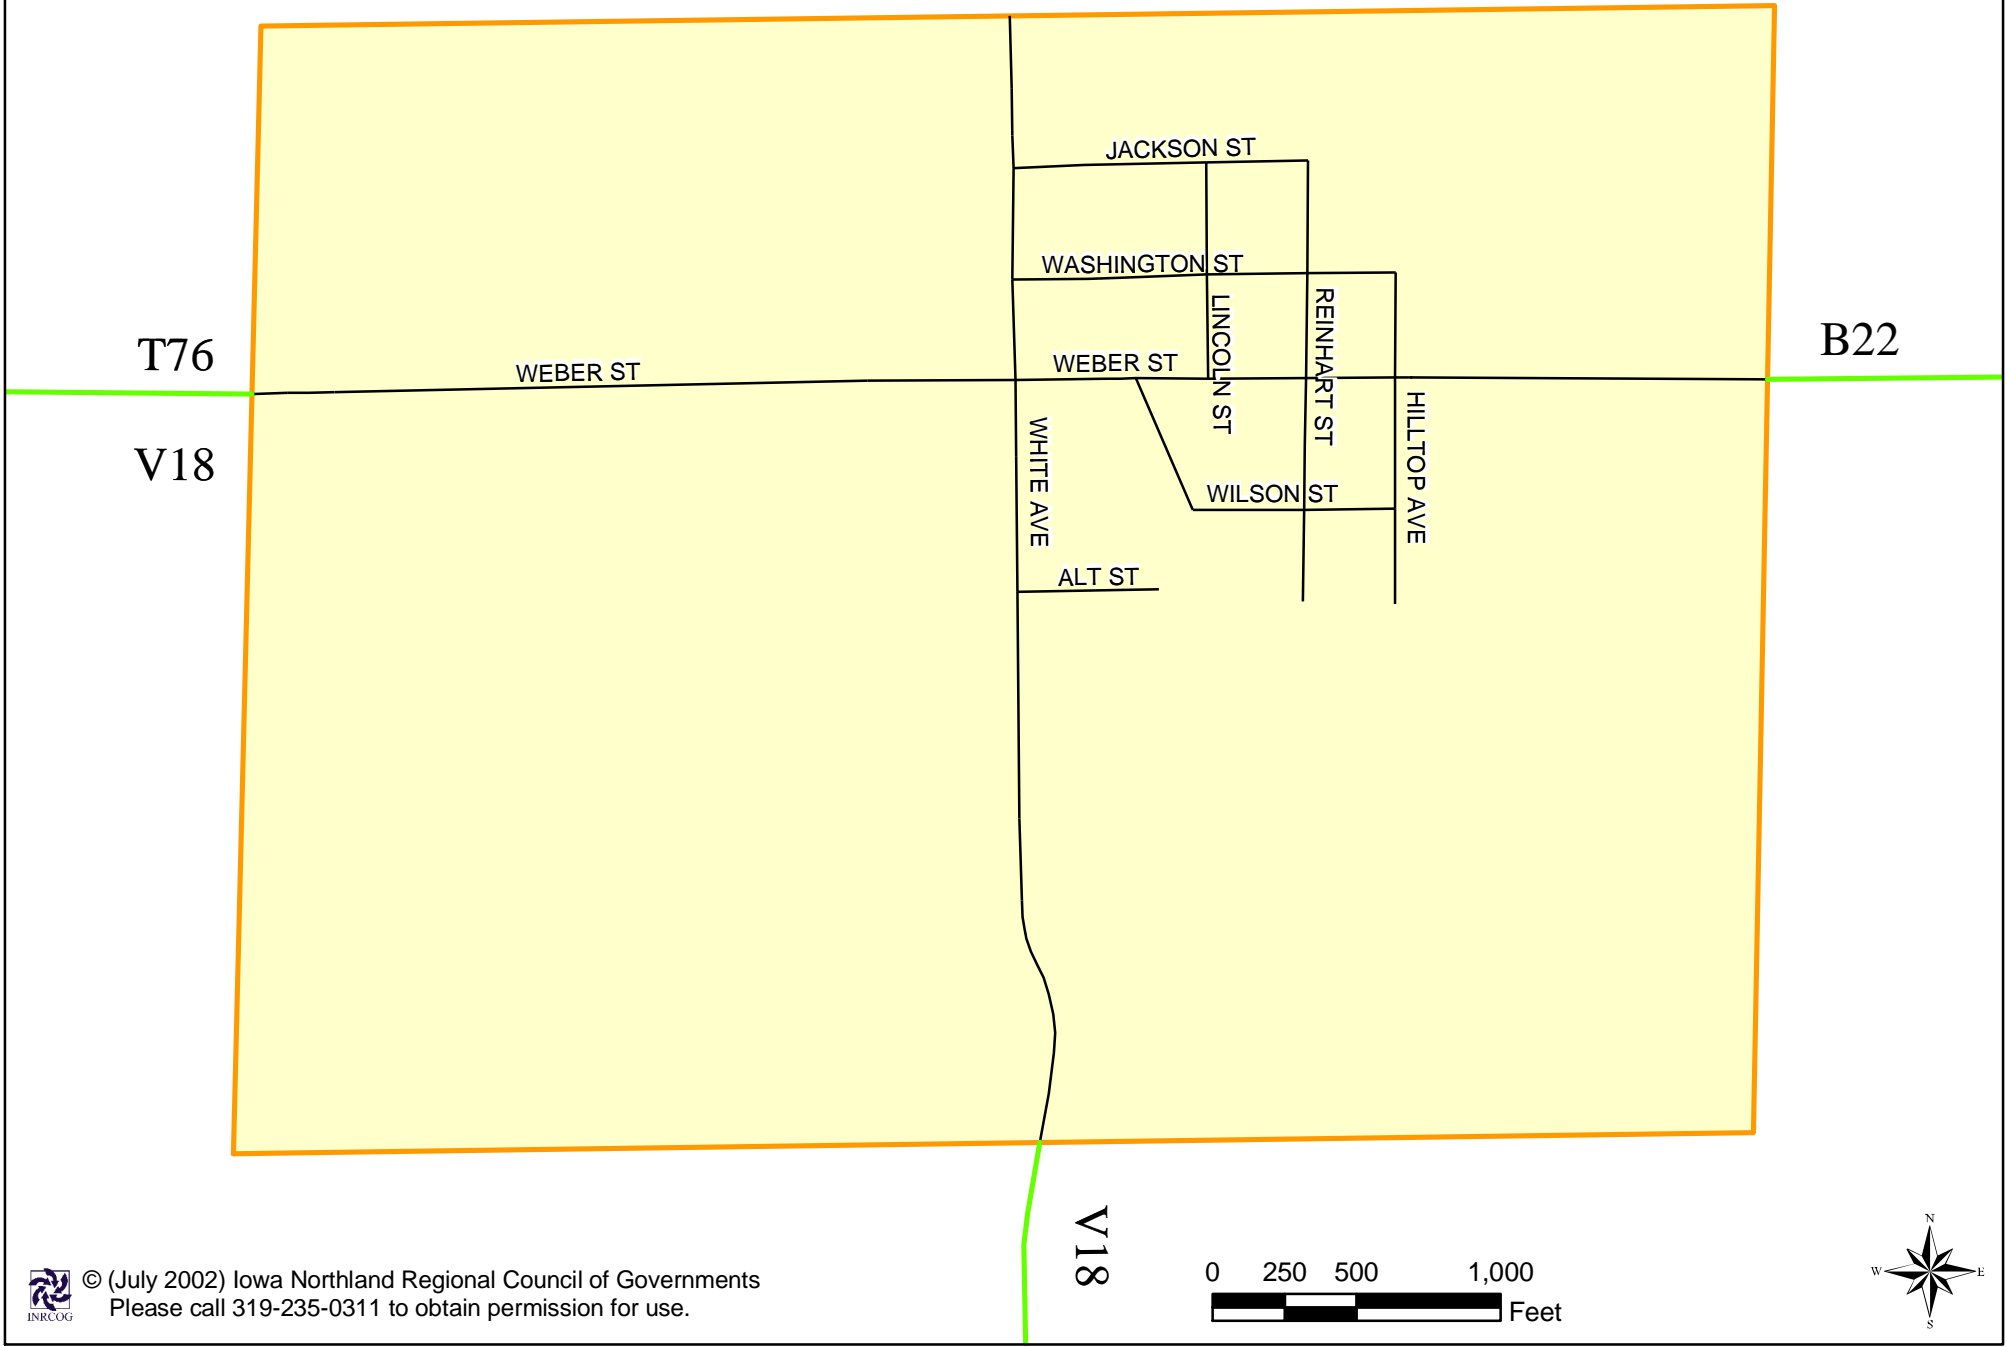 JACKSON ST
WASHINGTON ST
LINCOLN ST
REINHART ST
T76
B22
WEBER ST
WEBER ST
V18
WHITE AVE
HILLTOP AVE
WILSON ST
ALT ST
V18
N
W
E
S
0 250 500 1,000
Feet
INRCOG
© (July 2002) Iowa Northland Regional Council of Governments
Please call 319-235-0311 to obtain permission for use.